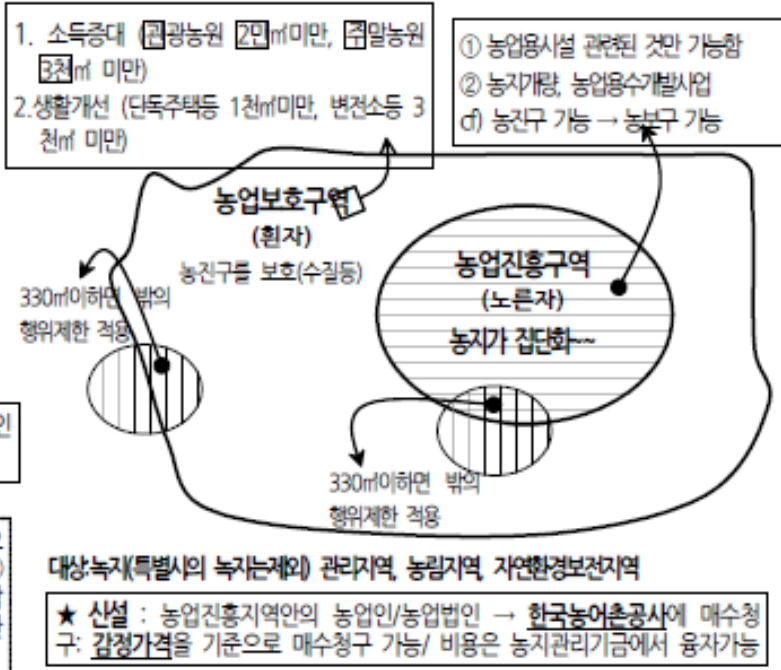 1. 소득증대 (관광농원 2만㎡미만, 주말농원
3천㎡ 미만)
2.생활개선 (단독주택등 1천㎡미만, 변전소등 3
천㎡ 미만)
① 농업용시설 관련된 것만 가능함
② 농지개량, 농업용수개발사업
cf) 농진구 가능 → 농보구 가능
농업보호구역
(흰자)
농진구를 보호(수질등)
농업진흥구역
(노른자)
농지가 집단화~~
330㎡이하면 밖의
행위제한 적용
인
330㎡이하면 밖의
행위제한 적용
대상:녹지(특별시의 녹지는제외) 관리지역, 농림지역, 자연환경보전지역
★ 신설 : 농업진흥지역안의 농업인/농업법인 → 한국농어촌공사에 매수청
구: 감정가격을 기준으로 매수청구 가능/ 비용은 농지관리기금에서 융자가능